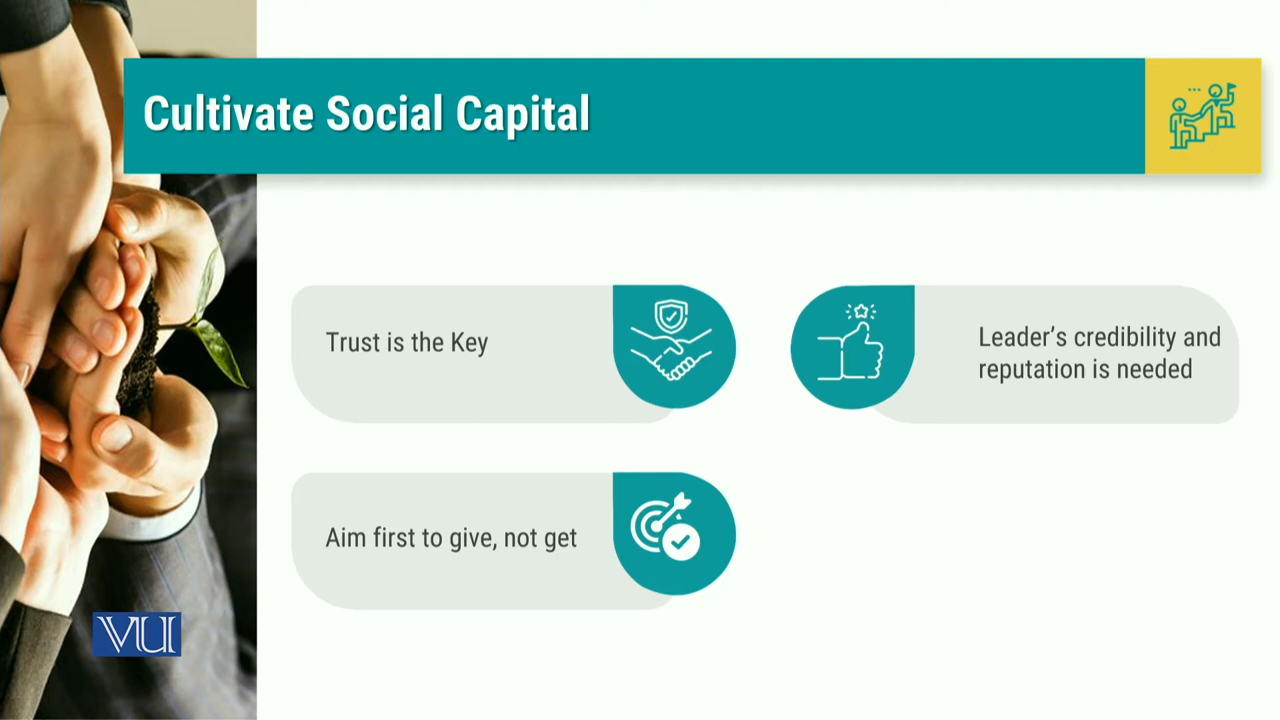 Cultivate Social Capital
Trust is the Key
Leader’s credibility and
reputation is needed
Aim first to give, not get
VU